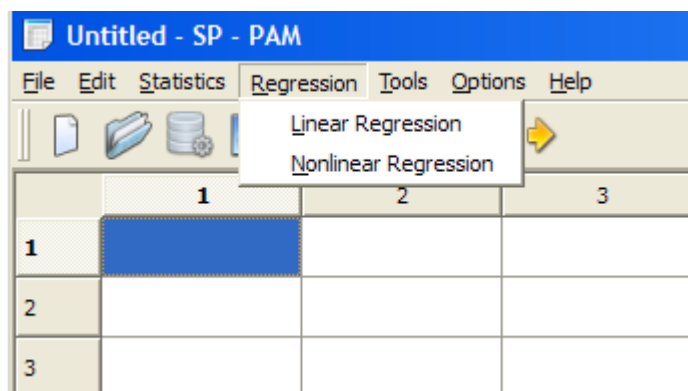 Untitled - SP - PAM
File Edit Statistics Regression Tools Options Help
Linear Regression
Nonlinear Regression
1 2 3
1
2
3